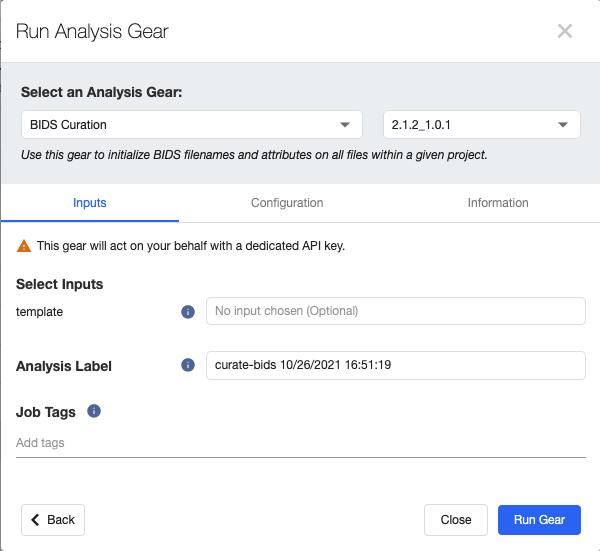 Run Analysis Gear
Select an Analysis Gear:
BIDS Curation
2.1.2_1.0.1
Use this gear to initialize BIDS filenames and attributes on all files within a given project.
Inputs
Configuration
Information
This gear will act on your behalf with a dedicated API key.
Select Inputs
template
No input chosen (Optional)
Analysis Label
curate-bids 10/26/2021 16:51:19
Job Tags
Add tags
Back
Close
Run Gear